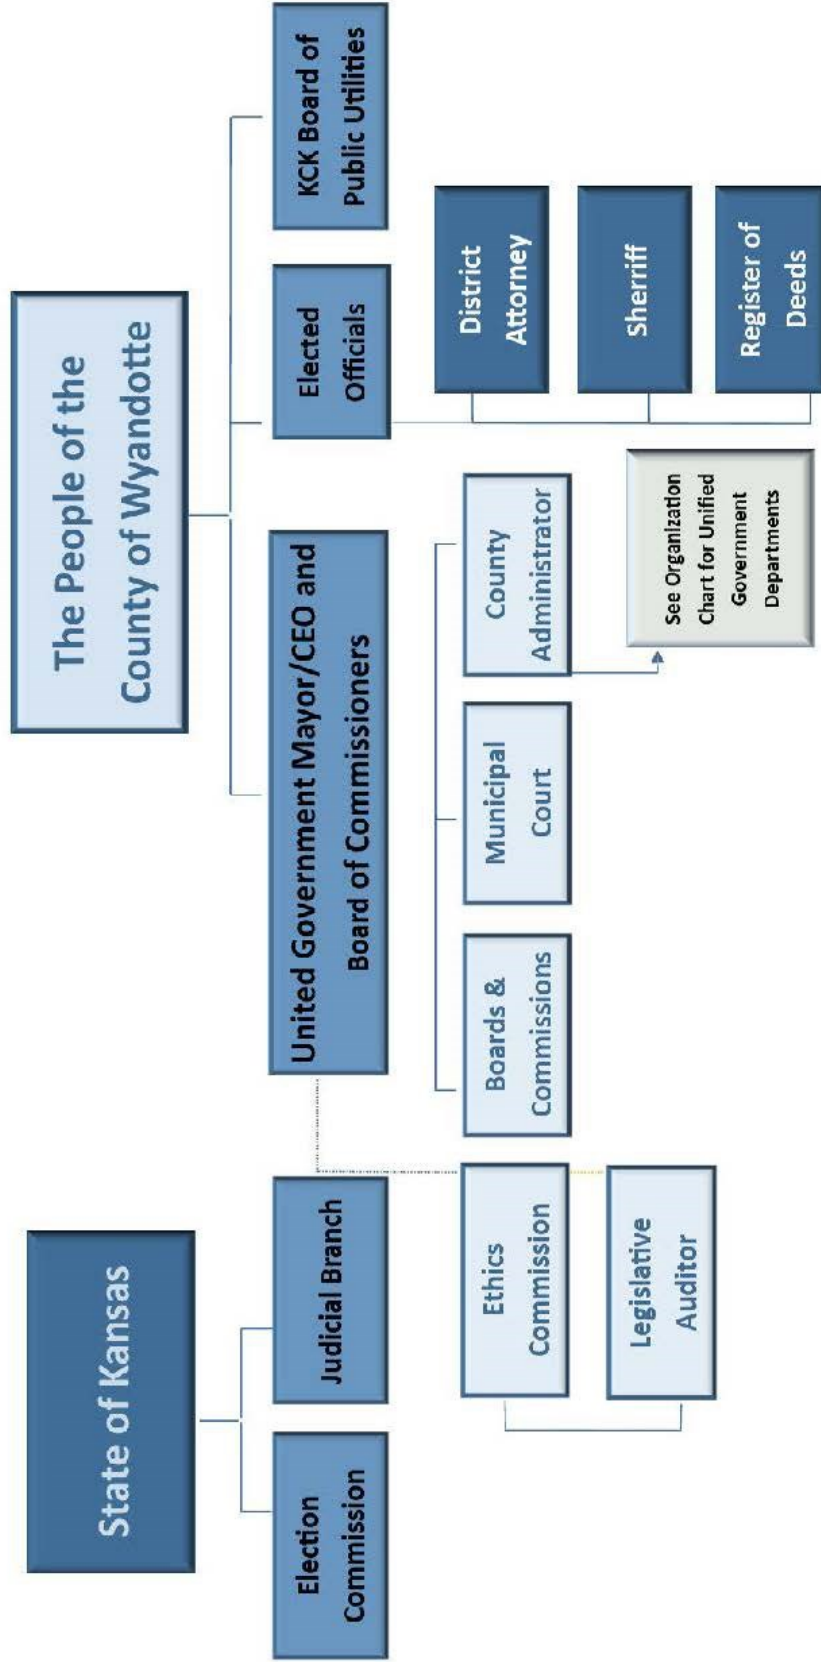 State of Kansas
The People of the
County of Wyandotte
Election
Commission
Judicial Branch
United Government Mayor/CEO and
Board of Commissioners
Elected
Officials
KCK Board of
Public Utilities
Ethics
Commission
Legislative
Auditor
Boards &
Commissions
Municipal
Court
County
Administrator
See Organization
Chart for Unified
Government
Departments
District
Attorney
Sherriff
Register of
Deeds